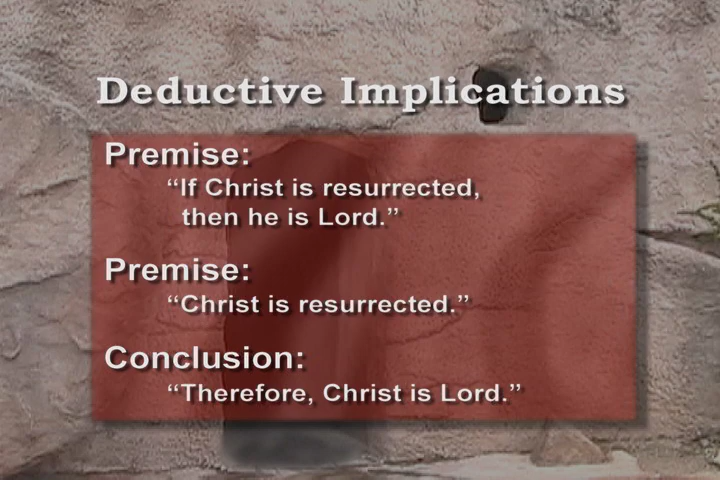 Deductive Implications
Premise:
“If Christ is resurrected,
then he is Lord.”
Premise:
“Christ is resurrected.”
Conclusion:
“Therefore, Christ is Lord.”